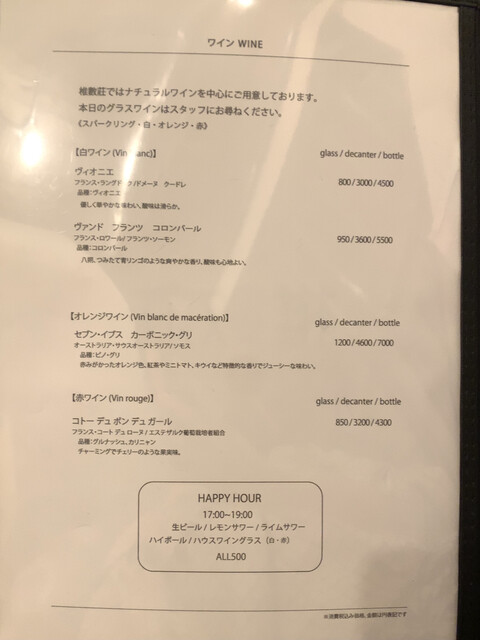 ワイン WINE
椎數荘ではナチュラルワインを中心にご用意しております。
本日のグラスワインはスタッフにお尋ねください。
《スパークリング・白・オレンジ・赤》
【白ワイン (Vin blanc)】 glass / decanter / bottle
ヴィオニエ 800 / 3000 / 4500
フランス・ラングドック/ドメーヌ クードレ
品種：ヴィオニエ
優しく華やかな味わい。酸味は滑らか。
ヴァンド フランツ コロンバール 950 / 3600 / 5500
フランス・ロワール/ フランツ・ソーモン
品種：コロンバール
八朔、つみたて青リンゴのような爽やかな香り。酸味も心地よい。
【オレンジワイン (Vin blanc de macération)】 glass / decanter / bottle
セブン・イブス カーボニック・グリ 1200 / 4600 / 7000
オーストラリア・サウスオーストラリア/ ソモス
品種：ピノ・グリ
赤みがかったオレンジ色。紅茶やミニトマト、キウイなど特徴的な香りでジューシーな味わい。
【赤ワイン (Vin rouge)】 glass / decanter / bottle
コトー デュ ポン デュ ガール 850 / 3200 / 4300
フランス・コート デュ ローヌ / エステザルク葡萄栽培者組合
品種：グルナッシュ、カリニャン
チャーミングでチェリーのような果実味。
HAPPY HOUR
17:00~19:00
生ビール / レモンサワー / ライムサワー
ハイボール / ハウスワイングラス（白・赤）
ALL500
※消費税込み価格、金額は円表記です